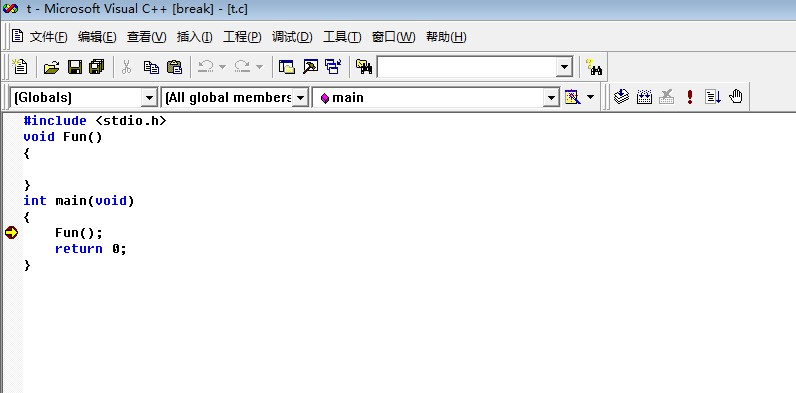 t - Microsoft Visual C++ [break] - [t.c]
文件(F) 编辑(E) 查看(V) 插入(I) 工程(P) 调试(D) 工具(T) 窗口(W) 帮助(H)
(Globals) (All global members main
#include <stdio.h>
void Fun()
{
}
int main(void)
{
Fun();
return 0;
}